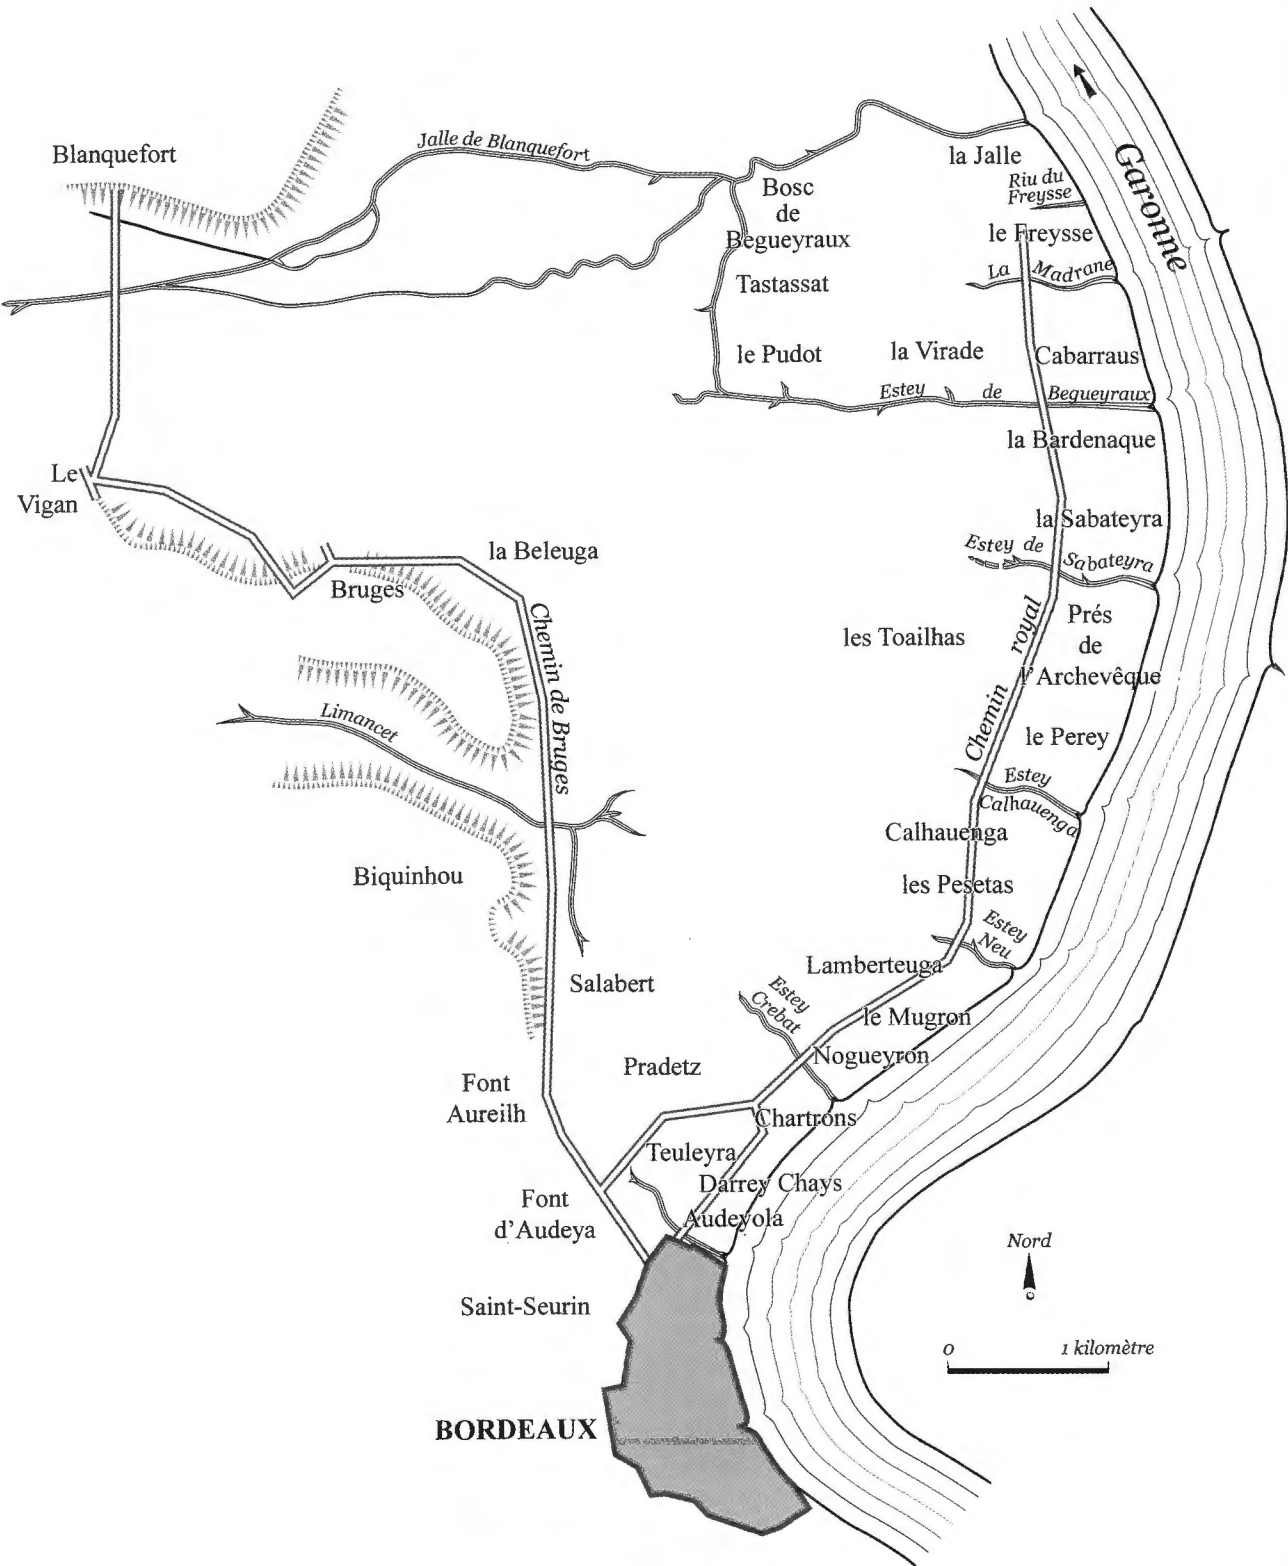 Blanquefort
Jalle de Blanquefort
la Jalle
Garonne
Riu du
Freysse
Bosc
de
Begueyraux
le Freysse
La Madrane
Tastassat
le Pudot
la Virade
Cabarraus
Estey de Begueyraux
la Bardenaque
Le
Vigan
la Sabateyra
Estey de Sabateyra
la Beleuga
Bruges
Chemin de Bruges
Chemin royal
Prés
de
l'Archevêque
les Toailhas
Limancet
le Perey
Estey
Calhauenga
Calhauenga
Biquinhou
les Pesetas
Estey
Neu
Lamberteuga
Salabert
Estey
Crebat
le Mugron
Nogueyron
Pradetz
Font
Aureilh
Chartrons
Teuleyra
Darrey Chays
Font
d'Audeya
Audeyola
Nord
Saint-Seurin
0 1 kilomètre
BORDEAUX